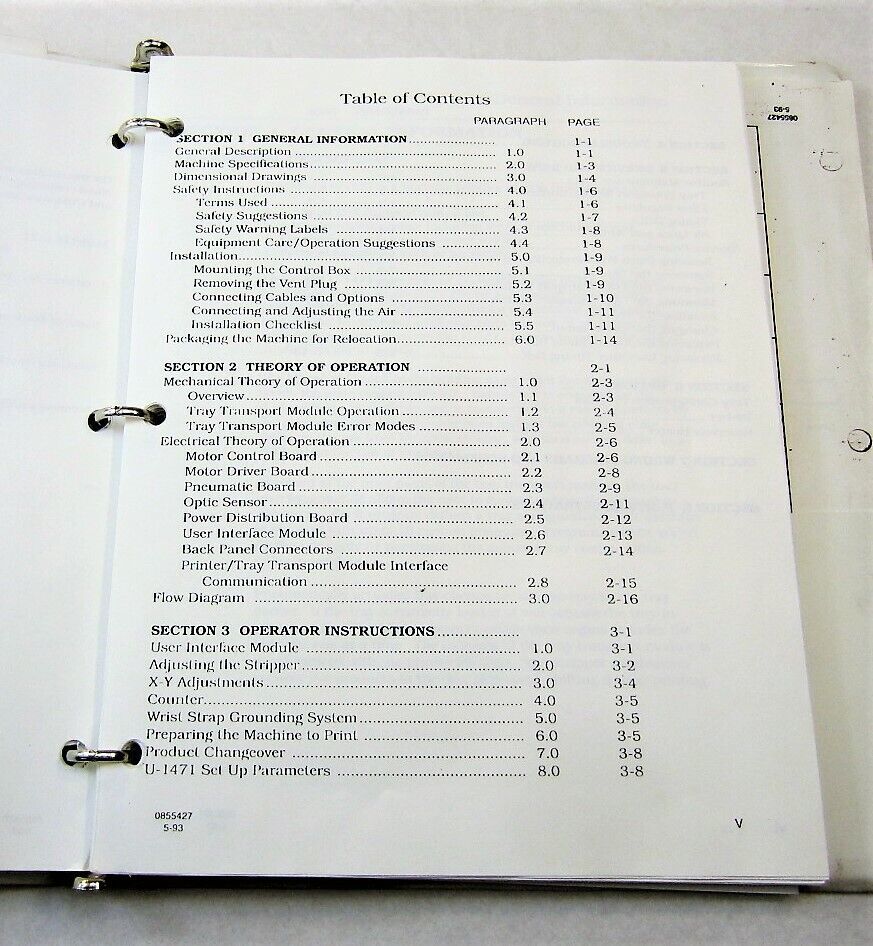 Table of Contents
PARAGRAPH PAGE
SECTION 1 GENERAL INFORMATION........................ 1-1
General Description .................................................. 1.0 1-1
Machine Specifications............................................... 2.0 1-3
Dimensional Drawings ............................................... 3.0 1-4
Safety Instructions .................................................... 4.0 1-6
Terms Used ......................................................... 4.1 1-6
Safety Suggestions .............................................. 4.2 1-7
Safety Warning Labels ......................................... 4.3 1-8
Equipment Care/Operation Suggestions ............... 4.4 1-8
Installation.................................................................. 5.0 1-9
Mounting the Control Box .................................... 5.1 1-9
Removing the Vent Plug ....................................... 5.2 1-9
Connecting Cables and Options ............................ 5.3 1-10
Connecting and Adjusting the Air .......................... 5.4 1-11
Installation Checklist ............................................ 5.5 1-11
Packaging the Machine for Relocation........................... 6.0 1-14
SECTION 2 THEORY OF OPERATION ........................ 2-1
Mechanical Theory of Operation ................................... 1.0 2-3
Overview.............................................................. 1.1 2-3
Tray Transport Module Operation .......................... 1.2 2-4
Tray Transport Module Error Modes ...................... 1.3 2-5
Electrical Theory of Operation ...................................... 2.0 2-6
Motor Control Board .............................................. 2.1 2-6
Motor Driver Board ................................................ 2.2 2-8
Pneumatic Board ................................................... 2.3 2-9
Optic Sensor.......................................................... 2.4 2-11
Power Distribution Board ...................................... 2.5 2-12
User Interface Module ........................................... 2.6 2-13
Back Panel Connectors .......................................... 2.7 2-14
Printer/Tray Transport Module Interface
Communication ................................................ 2.8 2-15
Flow Diagram ............................................................. 3.0 2-16
SECTION 3 OPERATOR INSTRUCTIONS..................... 3-1
User Interface Module .................................................. 1.0 3-1
Adjusting the Stripper................................................... 2.0 3-2
X-Y Adjustments........................................................... 3.0 3-4
Counter........................................................................ 4.0 3-5
Wrist Strap Grounding System...................................... 5.0 3-5
Preparing the Machine to Print ..................................... 6.0 3-5
Product Changeover ..................................................... 7.0 3-8
U-1471 Set Up Parameters ........................................... 8.0 3-8
0855427
5-93
V
0855427
5-93